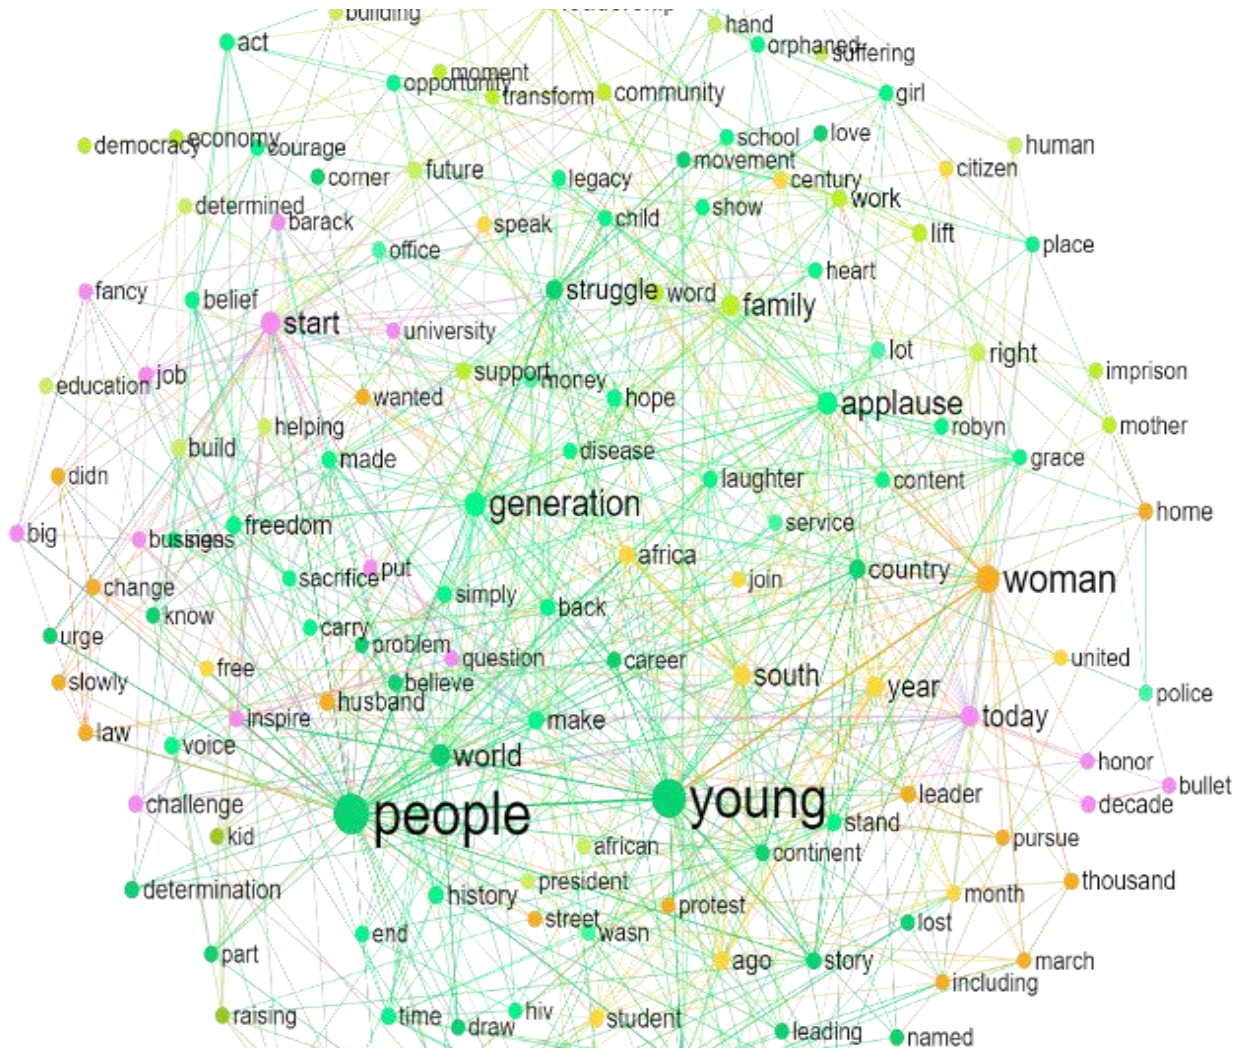 building
leadership
hand
act
orphaned
suffering
moment
opportunity
transform
community
girl
democracy
economy
courage
school
love
human
corner
future
legacy
movement
century
citizen
determined
barack
speak
child
show
work
lift
office
heart
place
fancy
belief
start
university
struggle
word
family
education
job
support
money
lot
right
imprison
wanted
hope
applause
helping
robyn
mother
build
made
disease
grace
didn
laughter
content
generation
big
freedom
service
home
business
put
africa
country
change
sacrifice
simply
join
woman
know
carry
back
urge
problem
question
career
united
free
believe
south
slowly
husband
year
police
inspire
make
today
law
voice
world
honor
challenge
people
young
leader
bullet
decade
kid
stand
african
continent
pursue
determination
president
thousand
history
street
protest
month
end
wasn
lost
part
ago
story
march
including
raising
time
draw
hiv
student
leading
named